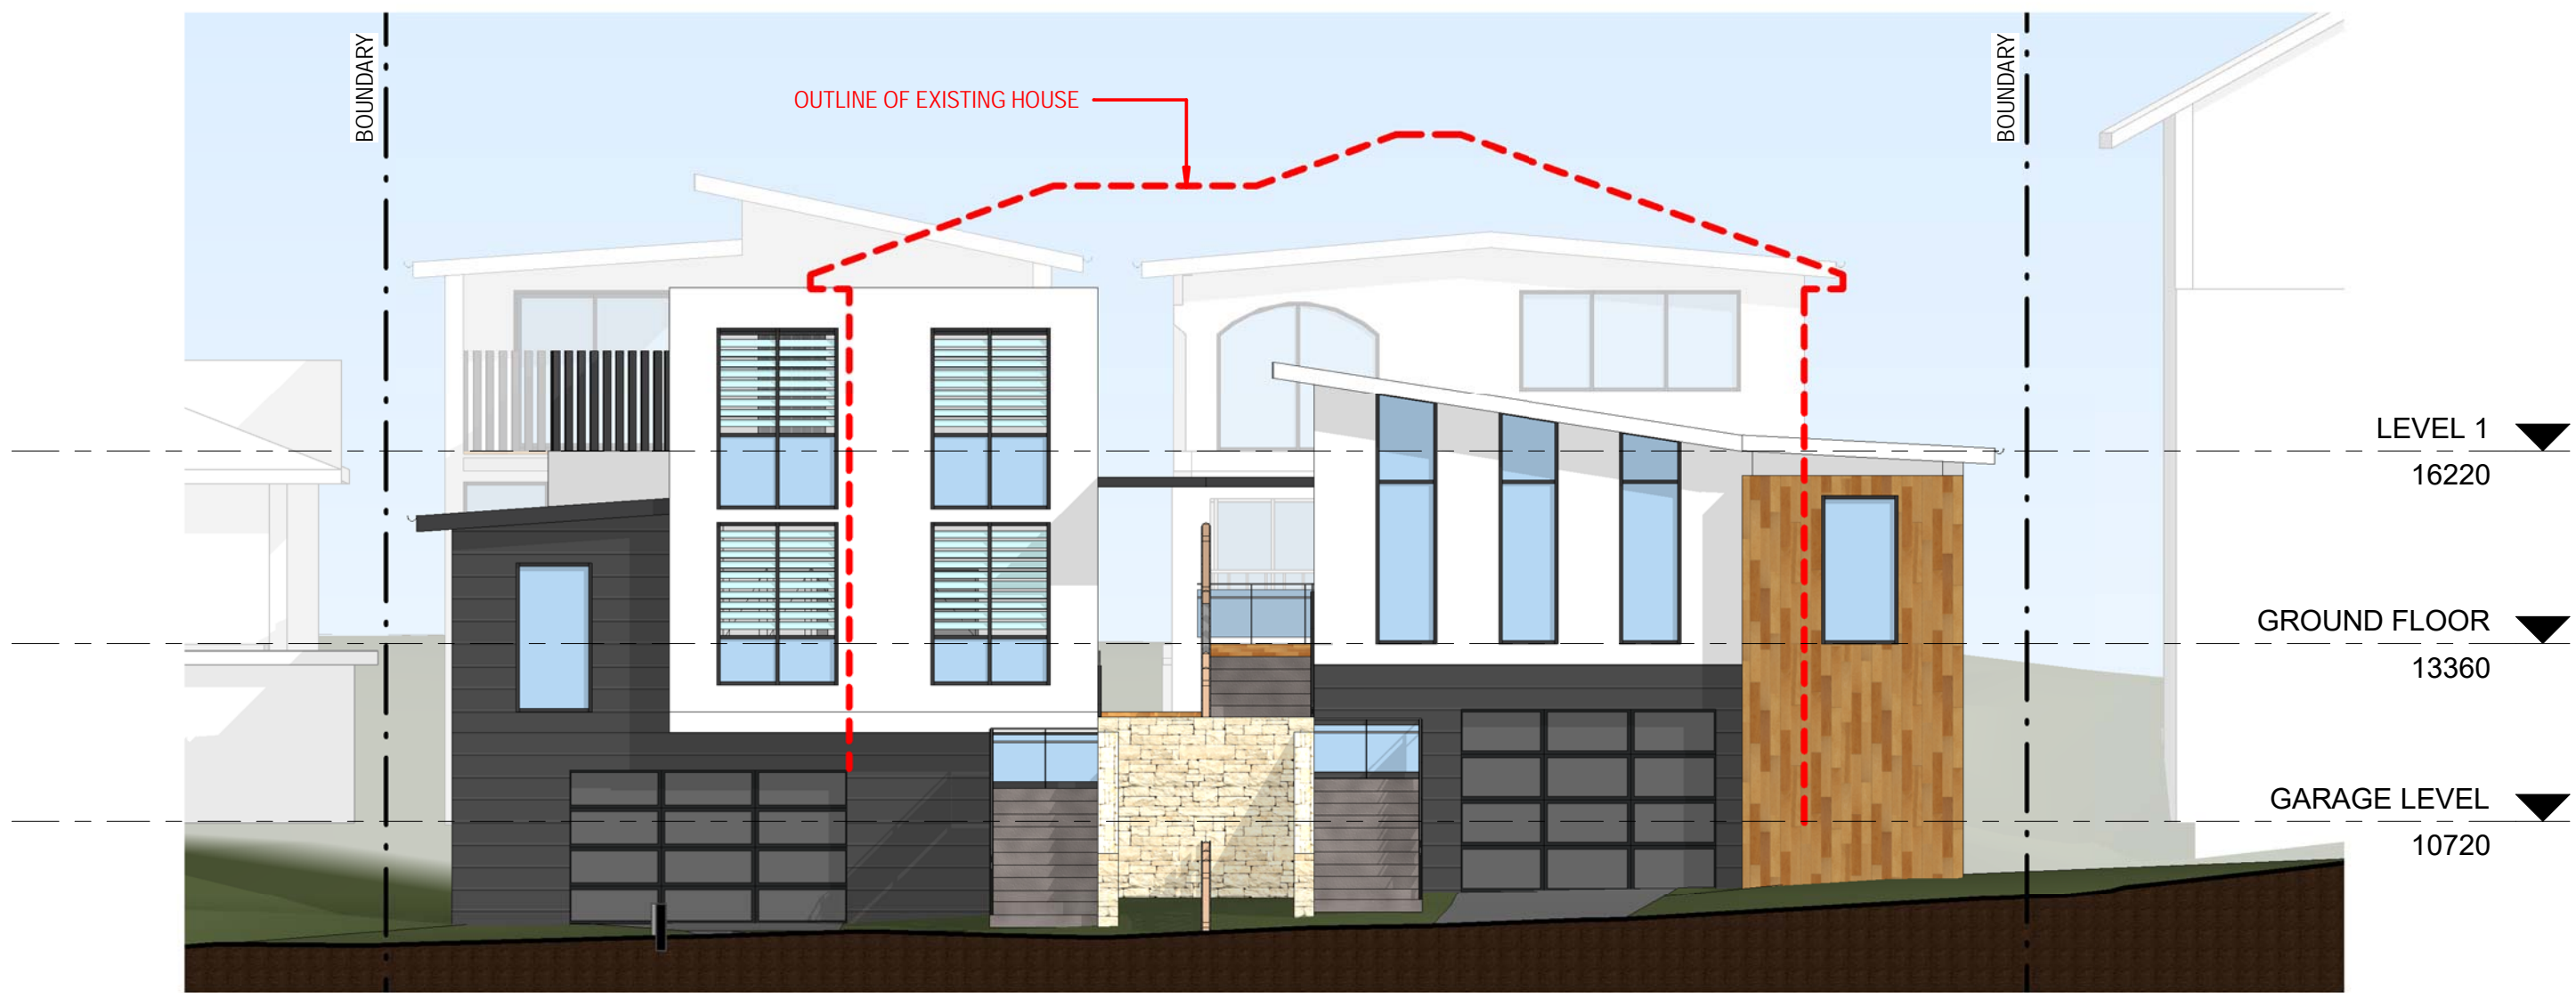 BOUNDARY
BOUNDARY
OUTLINE OF EXISTING HOUSE
LEVEL 1
16220
GROUND FLOOR
13360
GARAGE LEVEL
10720